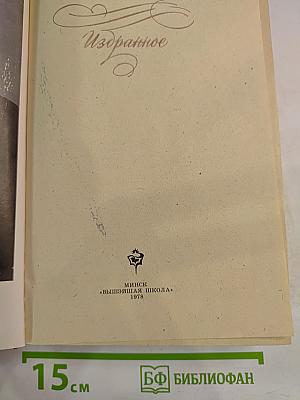 Избранное
МИНСК
«ВЫШЭЙШАЯ ШКОЛА»
1978
15 см
БФ БИБЛИОФАН